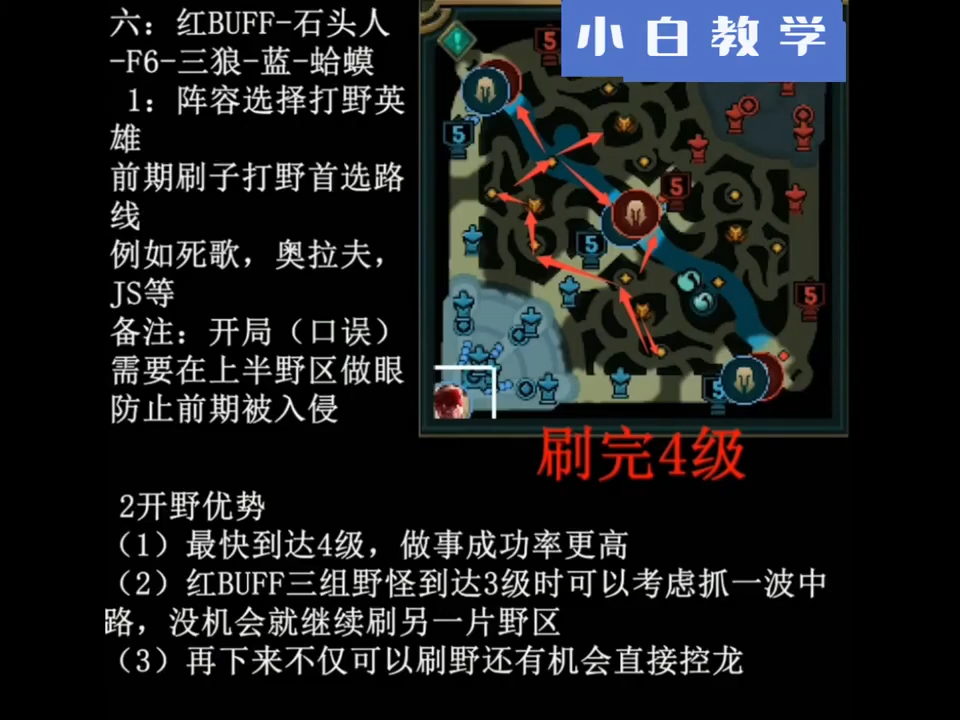 六：红BUFF-石头人
-F6-三狼-蓝-蛤蟆
1：阵容选择打野英
雄
前期刷子打野首选路
线
例如死歌，奥拉夫，
JS等
备注：开局（口误）
需要在上半野区做眼
防止前期被入侵
小白教学
5
5
5
5
5
5
刷完4级
2开野优势
（1）最快到达4级，做事成功率更高
（2）红BUFF三组野怪到达3级时可以考虑抓一波中
路，没机会就继续刷另一片野区
（3）再下来不仅可以刷野还有机会直接控龙